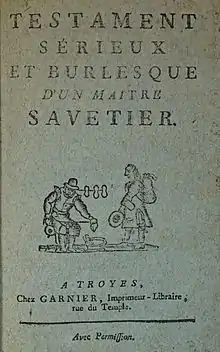 TESTAMENT
SÉRIEUX
ET BURLESQUE
D'UN MAITRE
SAVETIER.
A TROYES,
Chez GARNIER, Imprimeur-Libraire,
rue du Temple.
Avec Permiſſion.